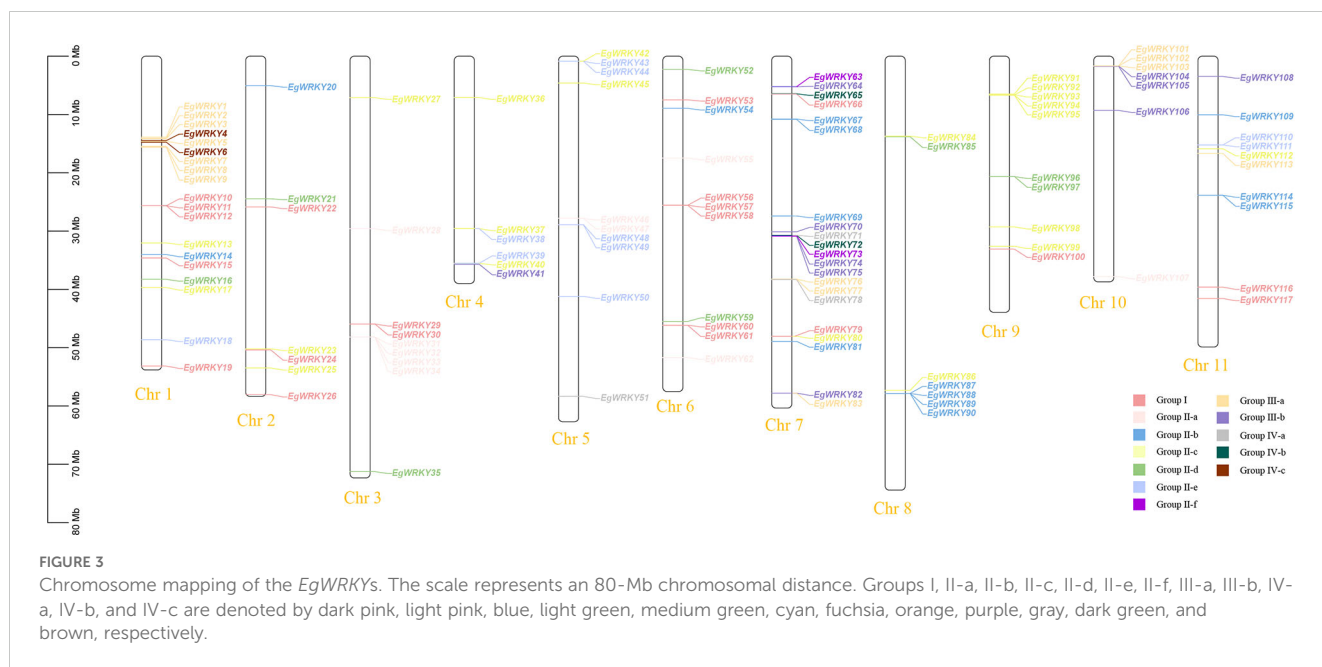 0 Mb
10 Mb
20 Mb
30 Mb
40 Mb
50 Mb
60 Mb
70 Mb
80 Mb
EgWRKY1
EgWRKY2
EgWRKY3
EgWRKY4
EgWRKY5
EgWRKY6
EgWRKY7
EgWRKY8
EgWRKY9
EgWRKY10
EgWRKY11
EgWRKY12
EgWRKY13
EgWRKY14
EgWRKY15
EgWRKY16
EgWRKY17
EgWRKY18
EgWRKY19
Chr 1
EgWRKY20
EgWRKY21
EgWRKY22
EgWRKY23
EgWRKY24
EgWRKY25
EgWRKY26
Chr 2
EgWRKY27
EgWRKY28
EgWRKY29
EgWRKY30
EgWRKY31
EgWRKY32
EgWRKY33
EgWRKY34
EgWRKY35
Chr 3
EgWRKY36
EgWRKY37
EgWRKY38
EgWRKY39
EgWRKY40
EgWRKY41
Chr 4
EgWRKY42
EgWRKY43
EgWRKY44
EgWRKY45
EgWRKY46
EgWRKY47
EgWRKY48
EgWRKY49
EgWRKY50
EgWRKY51
Chr 5
EgWRKY52
EgWRKY53
EgWRKY54
EgWRKY55
EgWRKY56
EgWRKY57
EgWRKY58
EgWRKY59
EgWRKY60
EgWRKY61
EgWRKY62
Chr 6
EgWRKY63
EgWRKY64
EgWRKY65
EgWRKY66
EgWRKY67
EgWRKY68
EgWRKY69
EgWRKY70
EgWRKY71
EgWRKY72
EgWRKY73
EgWRKY74
EgWRKY75
EgWRKY76
EgWRKY77
EgWRKY78
EgWRKY79
EgWRKY80
EgWRKY81
EgWRKY82
EgWRKY83
Chr 7
EgWRKY84
EgWRKY85
EgWRKY86
EgWRKY87
EgWRKY88
EgWRKY89
EgWRKY90
Chr 8
EgWRKY91
EgWRKY92
EgWRKY93
EgWRKY94
EgWRKY95
EgWRKY96
EgWRKY97
EgWRKY98
EgWRKY99
EgWRKY100
Chr 9
EgWRKY101
EgWRKY102
EgWRKY103
EgWRKY104
EgWRKY105
EgWRKY106
EgWRKY107
Chr 10
EgWRKY108
EgWRKY109
EgWRKY110
EgWRKY111
EgWRKY112
EgWRKY113
EgWRKY114
EgWRKY115
EgWRKY116
EgWRKY117
Chr 11
Group I
Group II-a
Group II-b
Group II-c
Group II-d
Group II-e
Group II-f
Group III-a
Group III-b
Group IV-a
Group IV-b
Group IV-c
FIGURE 3
Chromosome mapping of the EgWRKYs. The scale represents an 80-Mb chromosomal distance. Groups I, II-a, II-b, II-c, II-d, II-e, II-f, III-a, III-b, IV-
a, IV-b, and IV-c are denoted by dark pink, light pink, blue, light green, medium green, cyan, fuchsia, orange, purple, gray, dark green, and
brown, respectively.